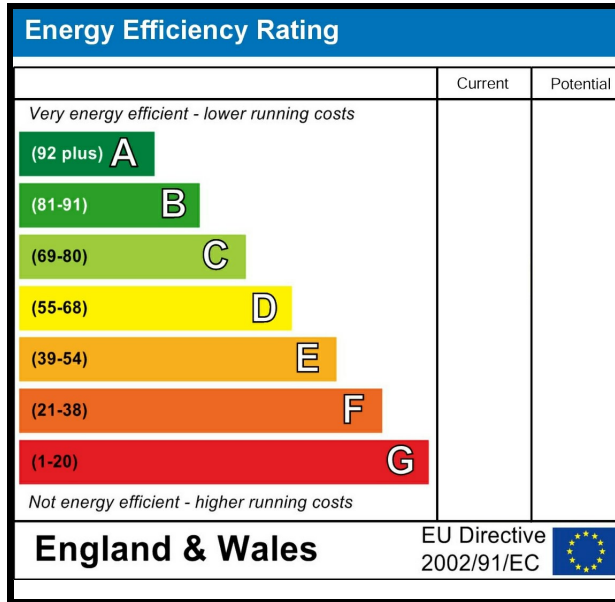 Energy Efficiency Rating
Current Potential
Very energy efficient - lower running costs
(92 plus) A
(81-91) B
(69-80) C
(55-68) D
(39-54) E
(21-38) F
(1-20) G
Not energy efficient - higher running costs
England & Wales
EU Directive
2002/91/EC